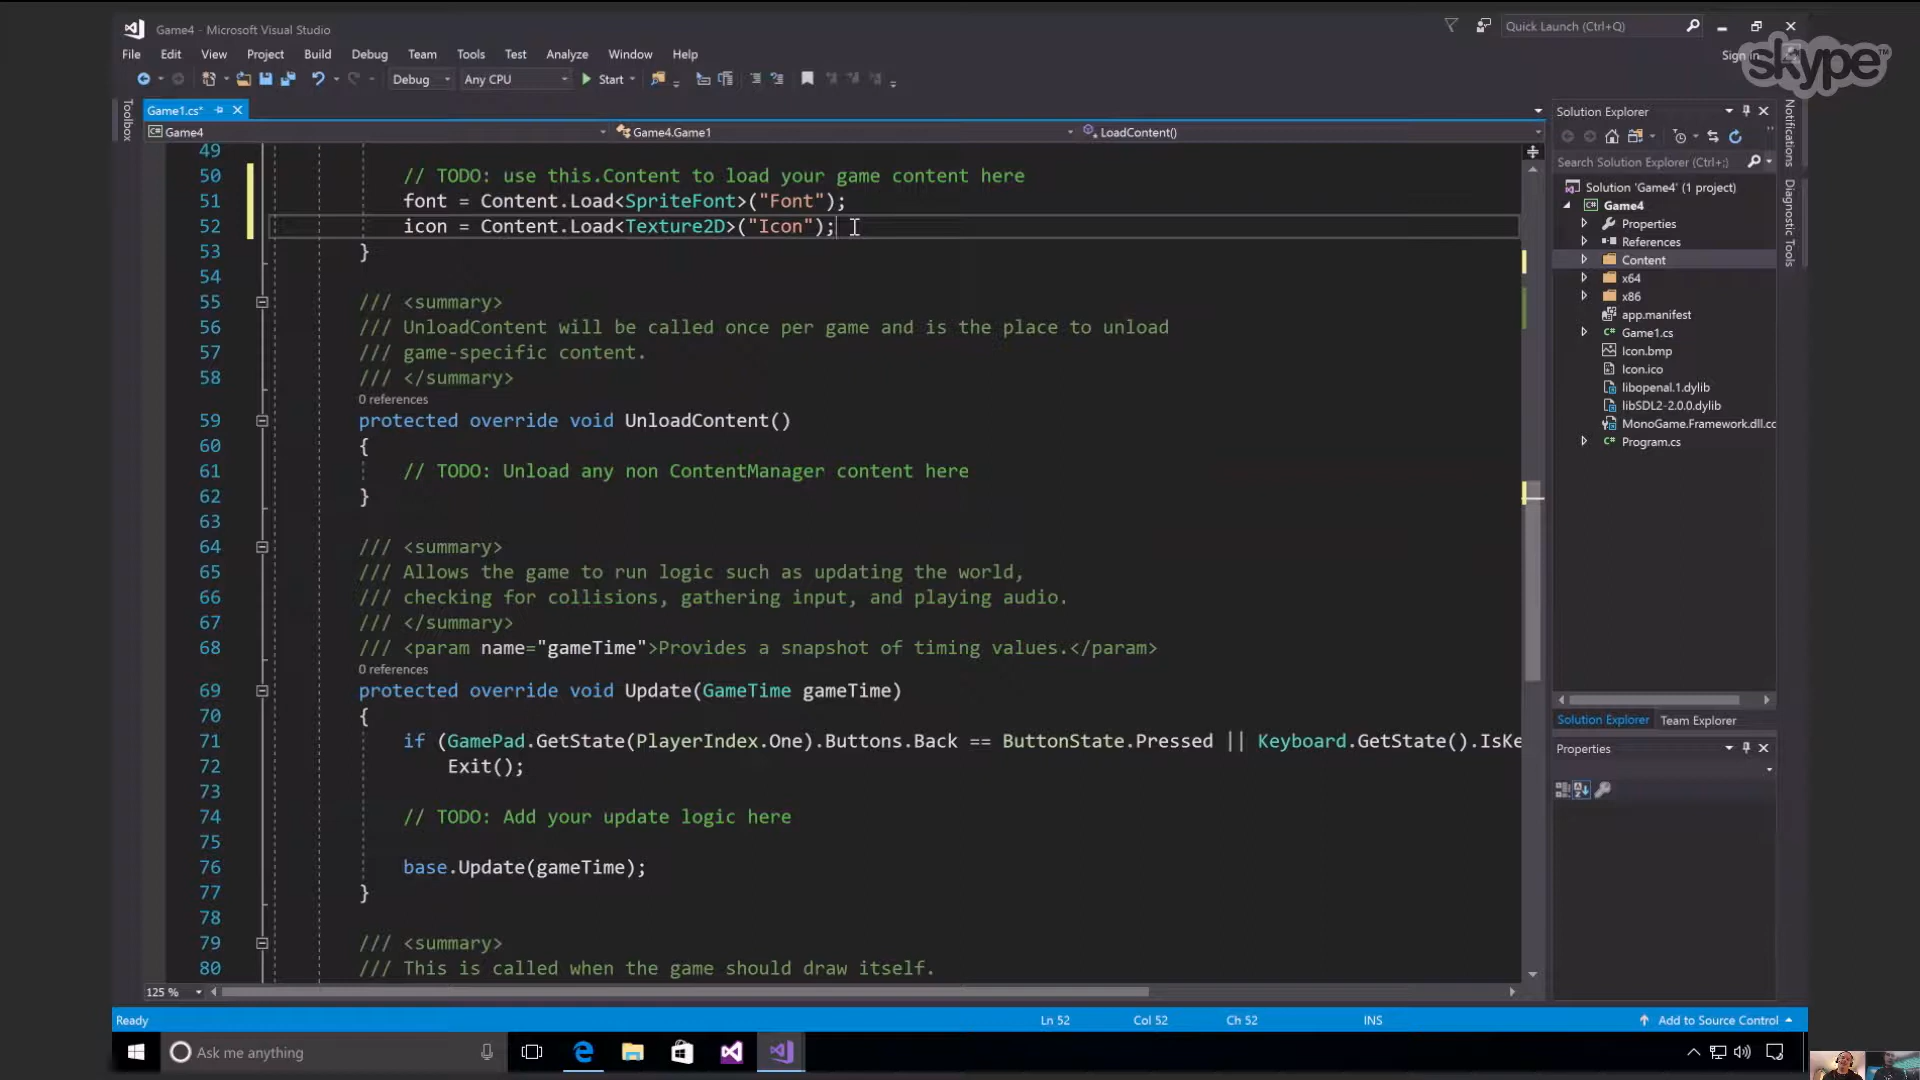 Game4 - Microsoft Visual Studio
Quick Launch (Ctrl+Q)
File Edit View Project Build Debug Team Tools Test Analyze Window Help
Sign in
skype™
Debug Any CPU Start
Toolbox
Game1.cs*
Game4 Game4.Game1 LoadContent()
49
50 // TODO: use this.Content to load your game content here
51 font = Content.Load<SpriteFont>("Font");
52 icon = Content.Load<Texture2D>("Icon");
53 }
54
55 /// <summary>
56 /// UnloadContent will be called once per game and is the place to unload
57 /// game-specific content.
58 /// </summary>
0 references
59 protected override void UnloadContent()
60 {
61 // TODO: Unload any non ContentManager content here
62 }
63
64 /// <summary>
65 /// Allows the game to run logic such as updating the world,
66 /// checking for collisions, gathering input, and playing audio.
67 /// </summary>
68 /// <param name="gameTime">Provides a snapshot of timing values.</param>
0 references
69 protected override void Update(GameTime gameTime)
70 {
71 if (GamePad.GetState(PlayerIndex.One).Buttons.Back == ButtonState.Pressed || Keyboard.GetState().IsKe
72 Exit();
73
74 // TODO: Add your update logic here
75
76 base.Update(gameTime);
77 }
78
79 /// <summary>
80 /// This is called when the game should draw itself.
125 %
Solution Explorer
Search Solution Explorer (Ctrl+;)
Solution 'Game4' (1 project)
Game4
Properties
References
Content
x64
x86
app.manifest
Game1.cs
Icon.bmp
Icon.ico
libopenal.1.dylib
libSDL2-2.0.0.dylib
MonoGame.Framework.dll.cc
Program.cs
Solution Explorer Team Explorer
Properties
Notifications
Diagnostic Tools
Ready Ln 52 Col 52 Ch 52 INS Add to Source Control
Ask me anything